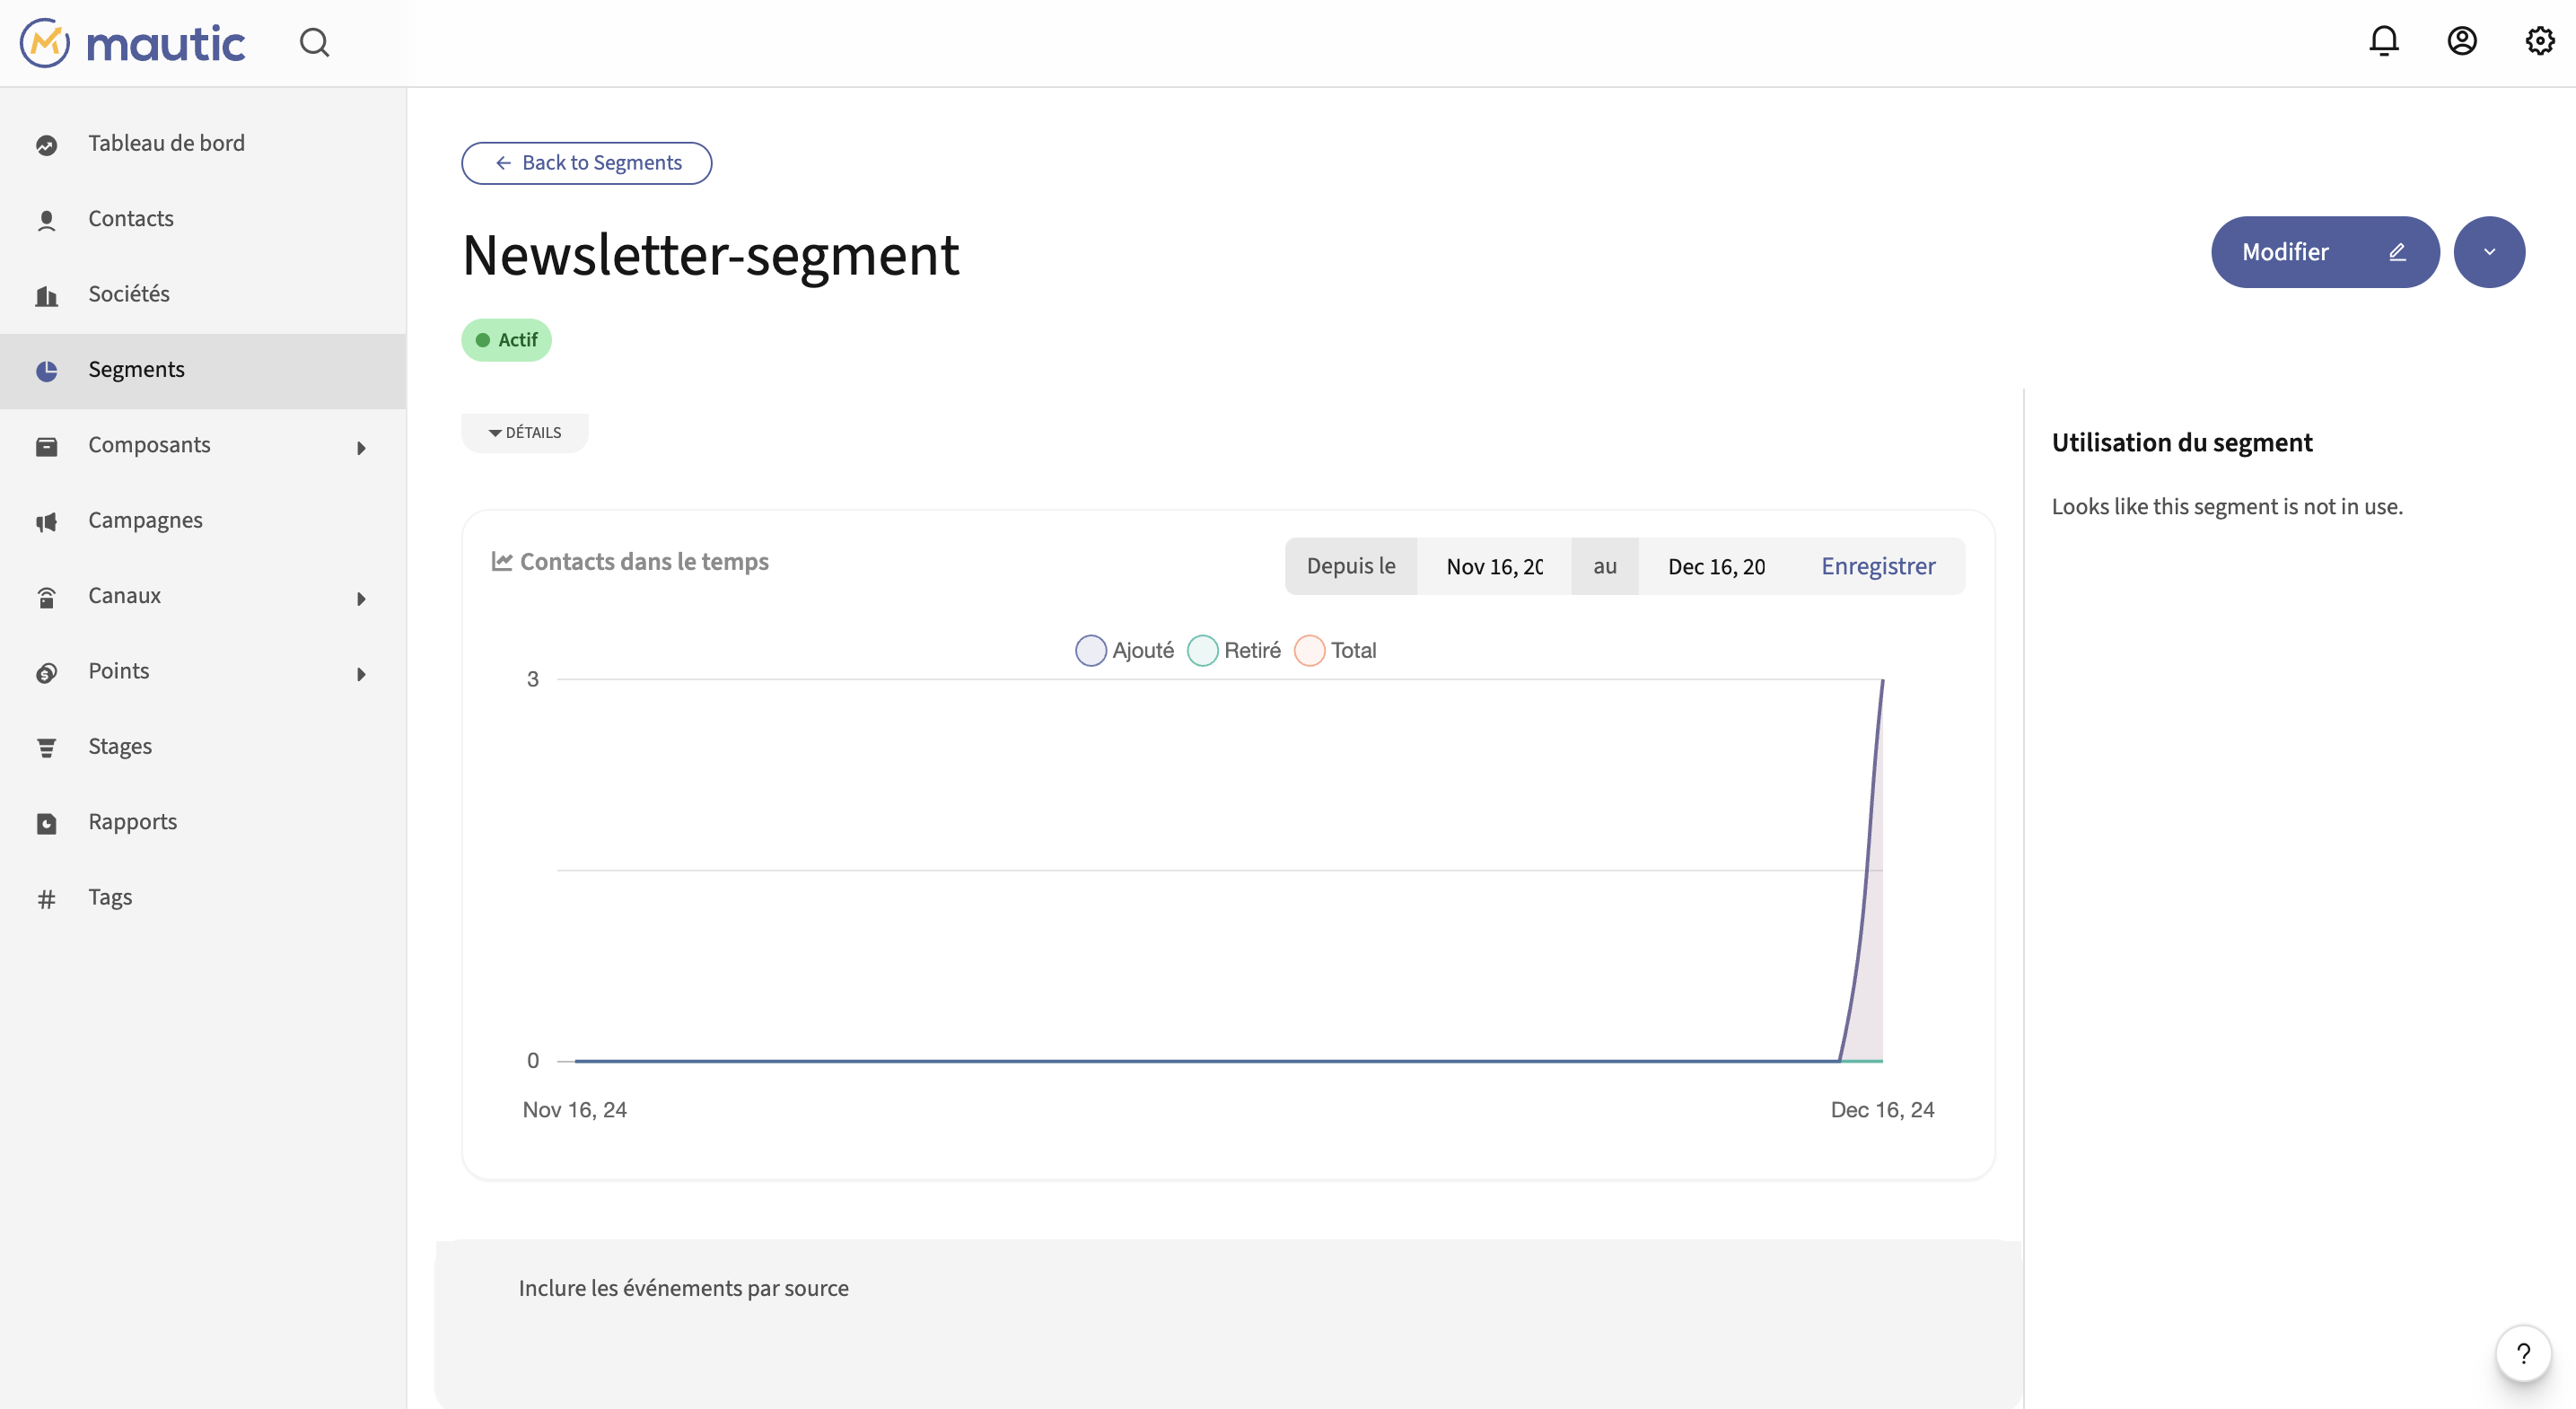 mautic
Tableau de bord
Contacts
Sociétés
Segments
Composants
Campagnes
Canaux
Points
Stages
Rapports
Tags
← Back to Segments
Newsletter-segment
Modifier
Actif
DÉTAILS
Contacts dans le temps
Depuis le Nov 16, 20 au Dec 16, 20 Enregistrer
Ajouté Retiré Total
3
0
Nov 16, 24 Dec 16, 24
Inclure les événements par source
Utilisation du segment
Looks like this segment is not in use.
?